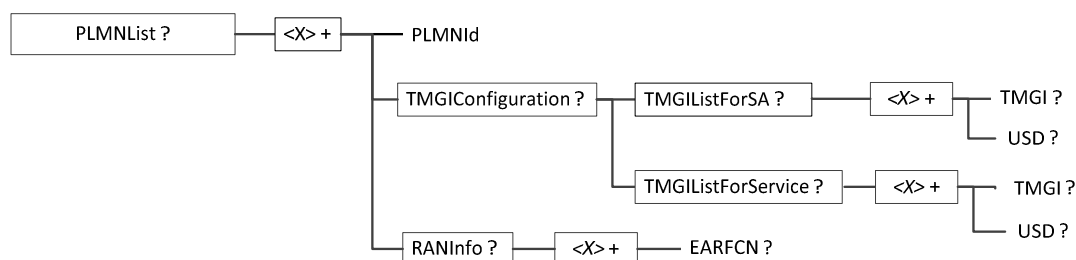 PLMNList ?
<X> +
PLMNId
TMGIConfiguration ?
TMGIListForSA ?
<X> +
TMGI ?
USD ?
TMGIListForService ?
<X> +
TMGI ?
USD ?
RANInfo ?
<X> +
EARFCN ?